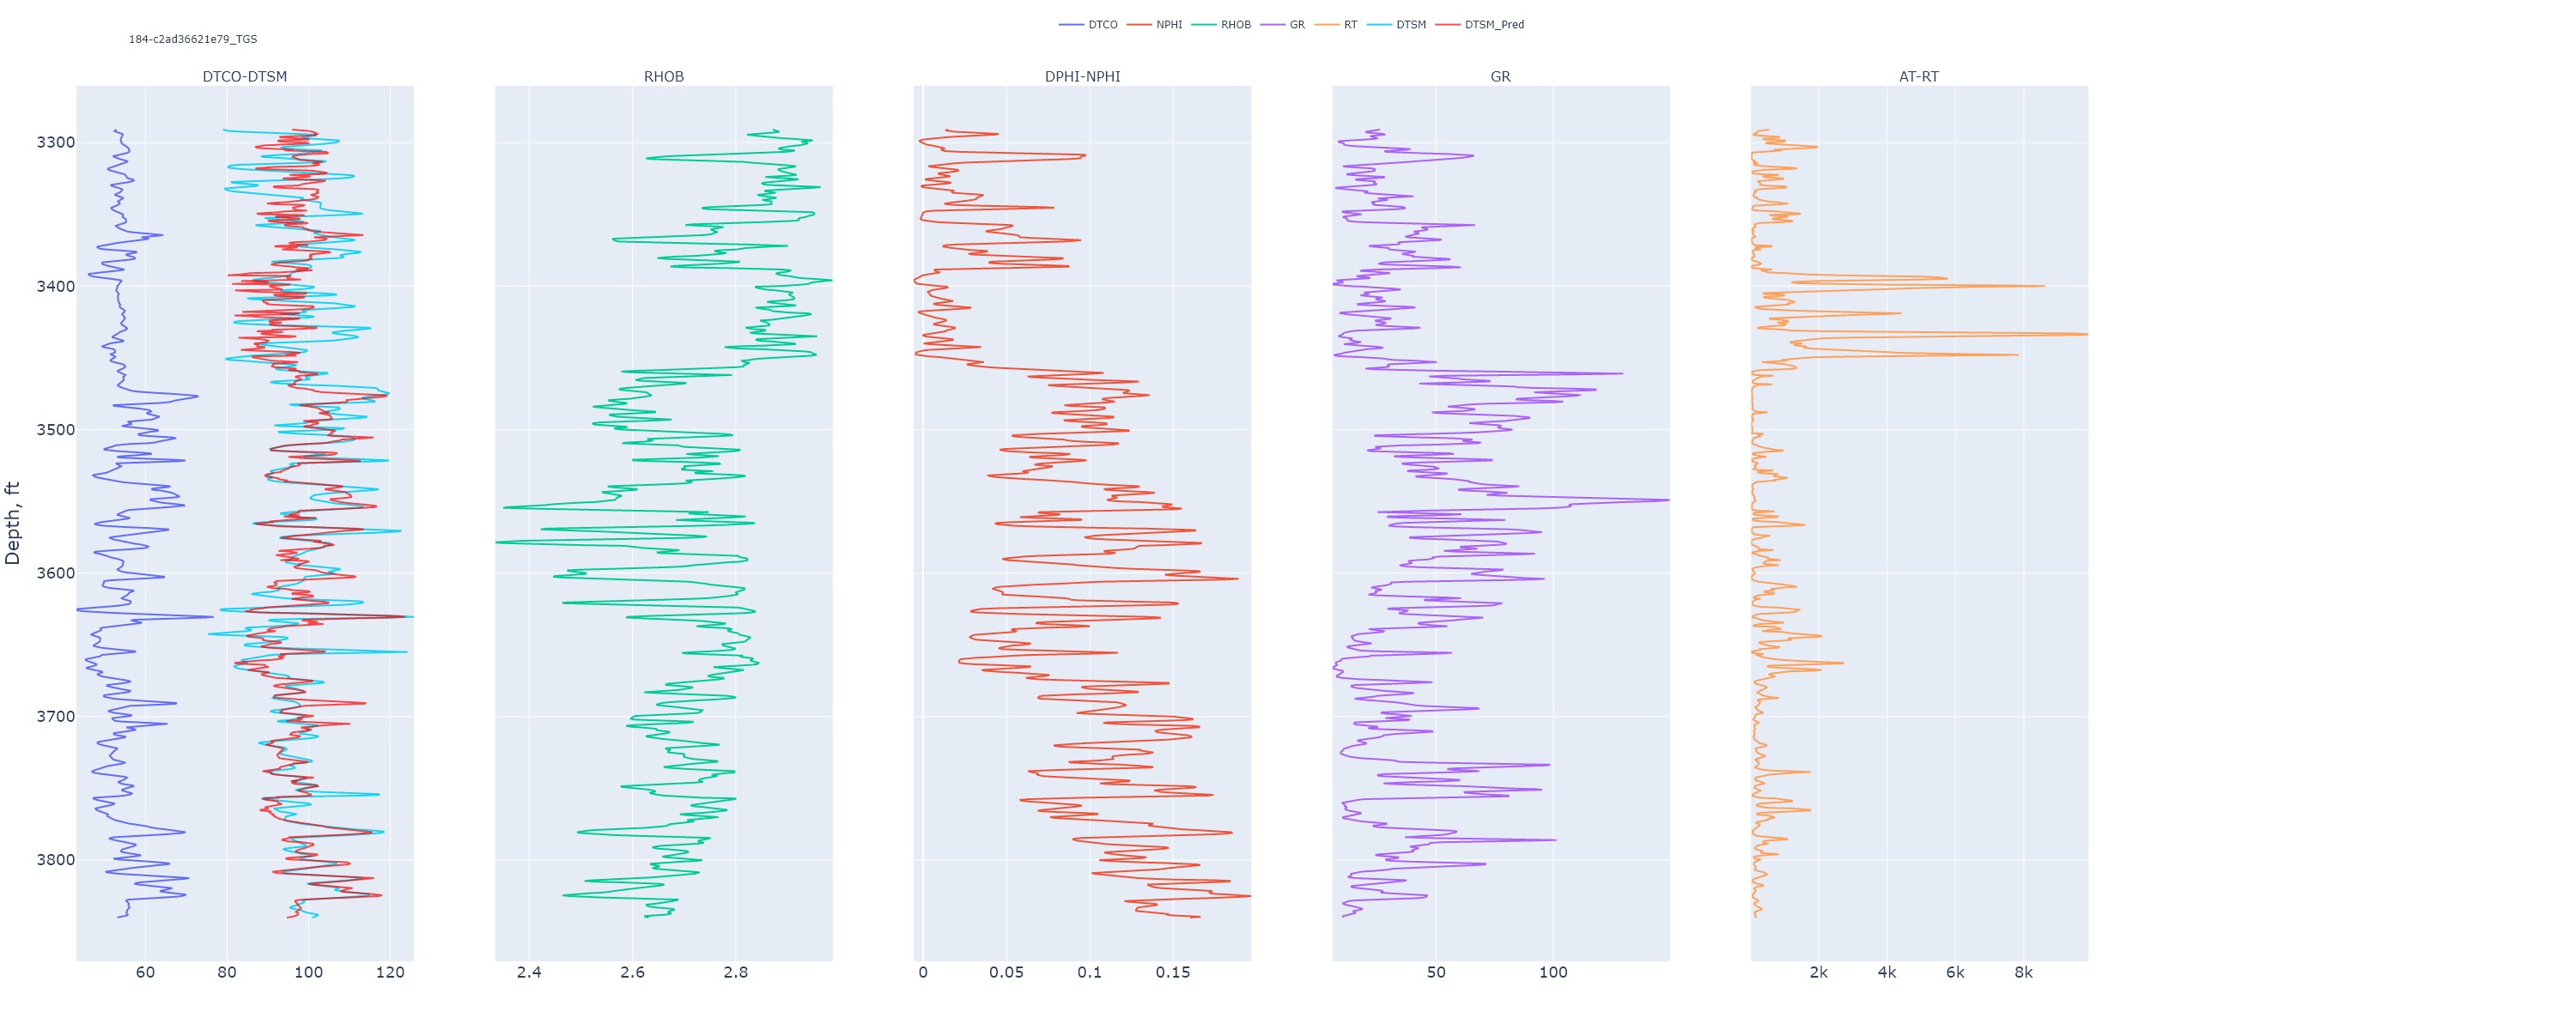 DTCO NPHI RHOB GR RT DTSM DTSM_Pred
184-c2ad36621e79_TGS
DTCO-DTSM RHOB DPHI-NPHI GR AT-RT
Depth, ft
3300
3400
3500
3600
3700
3800
60 80 100 120 2.4 2.6 2.8 0 0.05 0.1 0.15 50 100 2k 4k 6k 8k